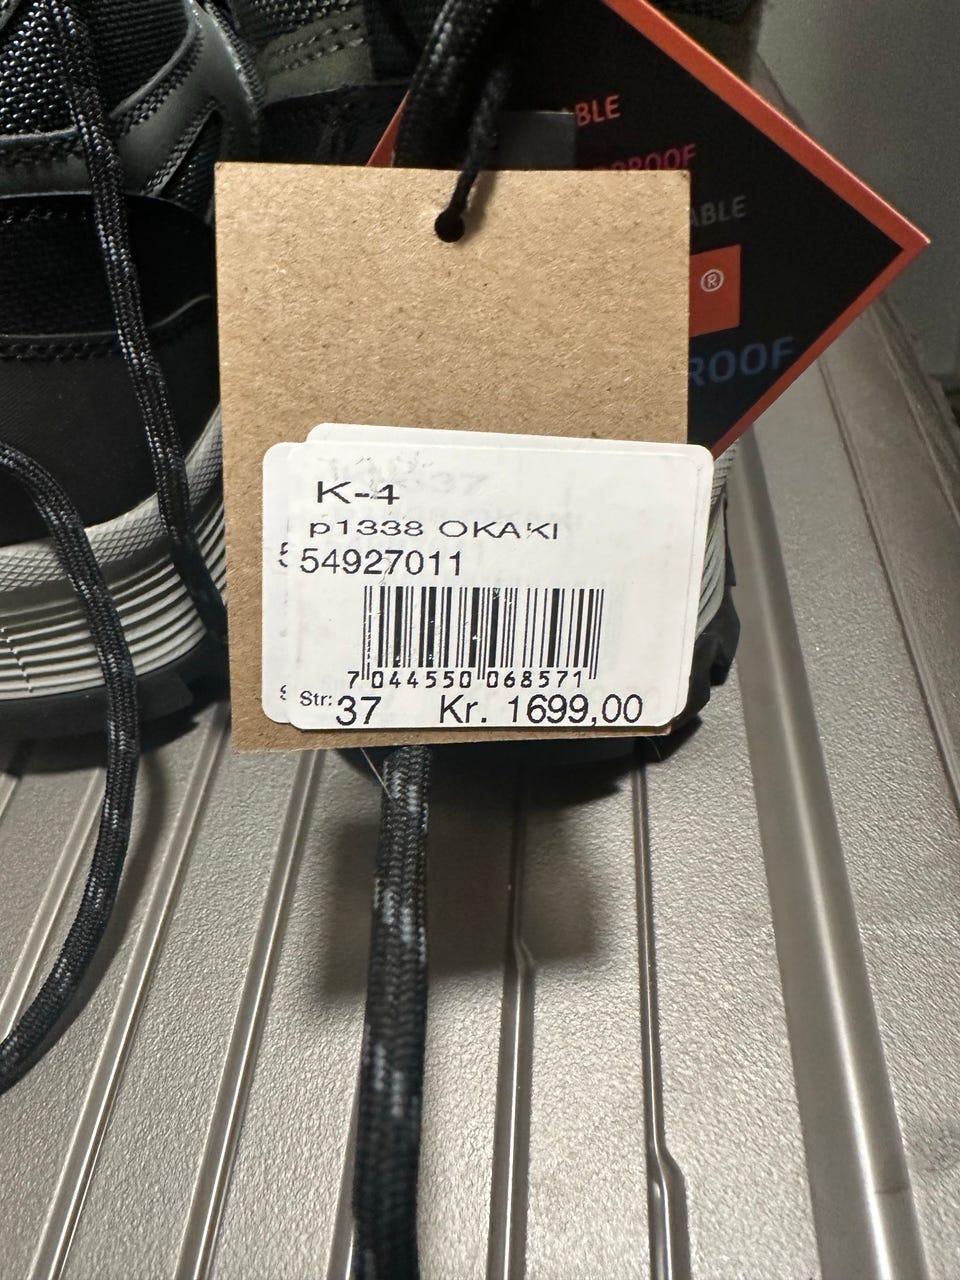 ABLE
ROOF
ABLE
®
ROOF
K-4
p1338 OKAKI
54927011
7 044550 068571
Str: 37 Kr. 1699,00